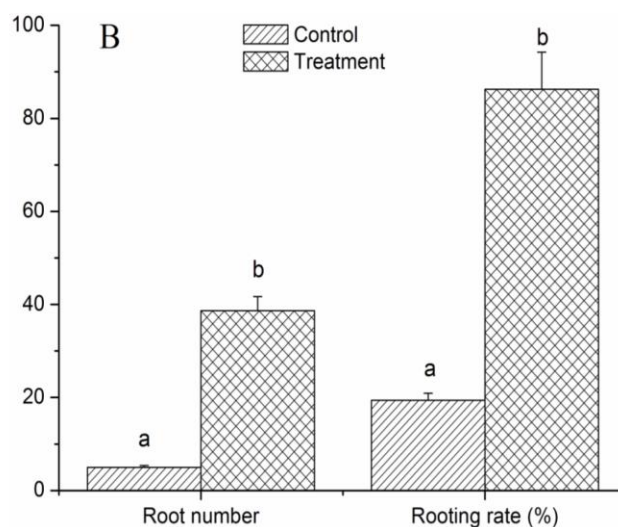 100
B
Control
Treatment
b
80
60
b
40
a
20
a
0
Root number
Rooting rate (%)